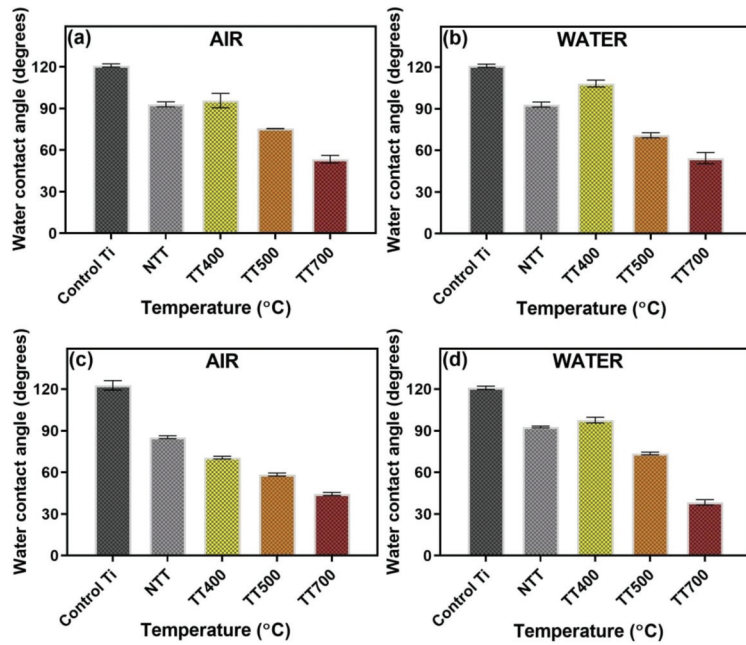 (a) AIR
Water contact angle (degrees)
120
90
60
30
0
Control Ti
NTT
TT400
TT500
TT700
Temperature (°C)
(b) WATER
Water contact angle (degrees)
120
90
60
30
0
Control Ti
NTT
TT400
TT500
TT700
Temperature (°C)
(c) AIR
Water contact angle (degrees)
120
90
60
30
0
Control Ti
NTT
TT400
TT500
TT700
Temperature (°C)
(d) WATER
Water contact angle (degrees)
120
90
60
30
0
Control Ti
NTT
TT400
TT500
TT700
Temperature (°C)